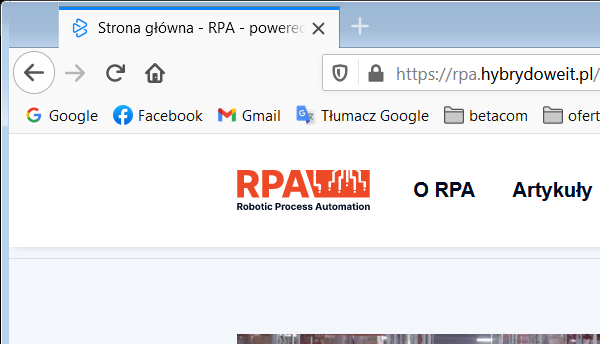 Strona główna - RPA - powered
https://rpa.hybrydoweit.pl/
Google Facebook Gmail Tłumacz Google betacom ofert
RPA O RPA Artykuły
Robotic Process Automation